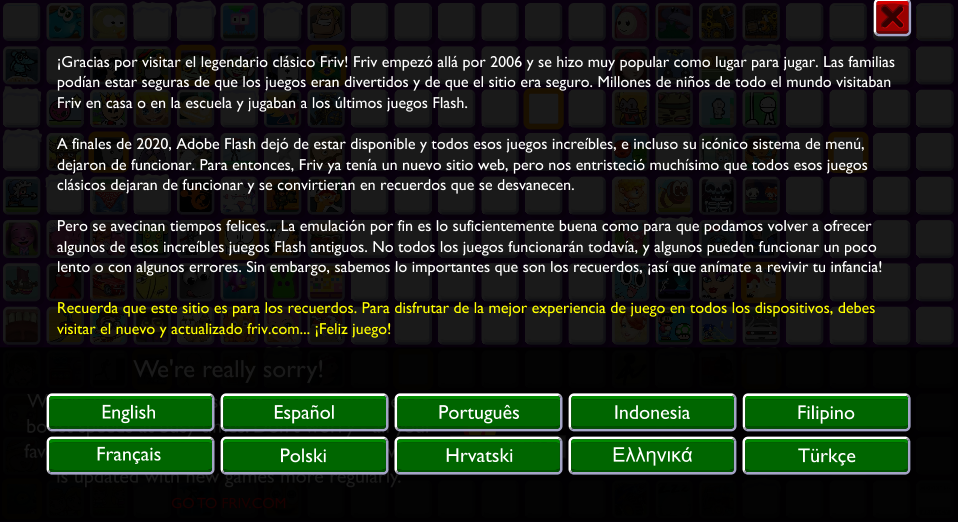 ¡Gracias por visitar el legendario clásico Friv! Friv empezó allá por 2006 y se hizo muy popular como lugar para jugar. Las familias
podían estar seguras de que los juegos eran divertidos y de que el sitio era seguro. Millones de niños de todo el mundo visitaban
Friv en casa o en la escuela y jugaban a los últimos juegos Flash.
A finales de 2020, Adobe Flash dejó de estar disponible y todos esos juegos increíbles, e incluso su icónico sistema de menú,
dejaron de funcionar. Para entonces, Friv ya tenía un nuevo sitio web, pero nos entristeció muchísimo que todos esos juegos
clásicos dejaran de funcionar y se convirtieran en recuerdos que se desvanecen.
Pero se avecinan tiempos felices... La emulación por fin es lo suficientemente buena como para que podamos volver a ofrecer
algunos de esos increíbles juegos Flash antiguos. No todos los juegos funcionarán todavía, y algunos pueden funcionar un poco
lento o con algunos errores. Sin embargo, sabemos lo importantes que son los recuerdos, ¡así que anímate a revivir tu infancia!
Recuerda que este sitio es para los recuerdos. Para disfrutar de la mejor experiencia de juego en todos los dispositivos, debes
visitar el nuevo y actualizado friv.com... ¡Feliz juego!
We're really sorry!
English Español Português Indonesia Filipino
Français Polski Hrvatski Ελληνικά Türkçe
is updated with new games more regularly.
GO TO FRIV.COM